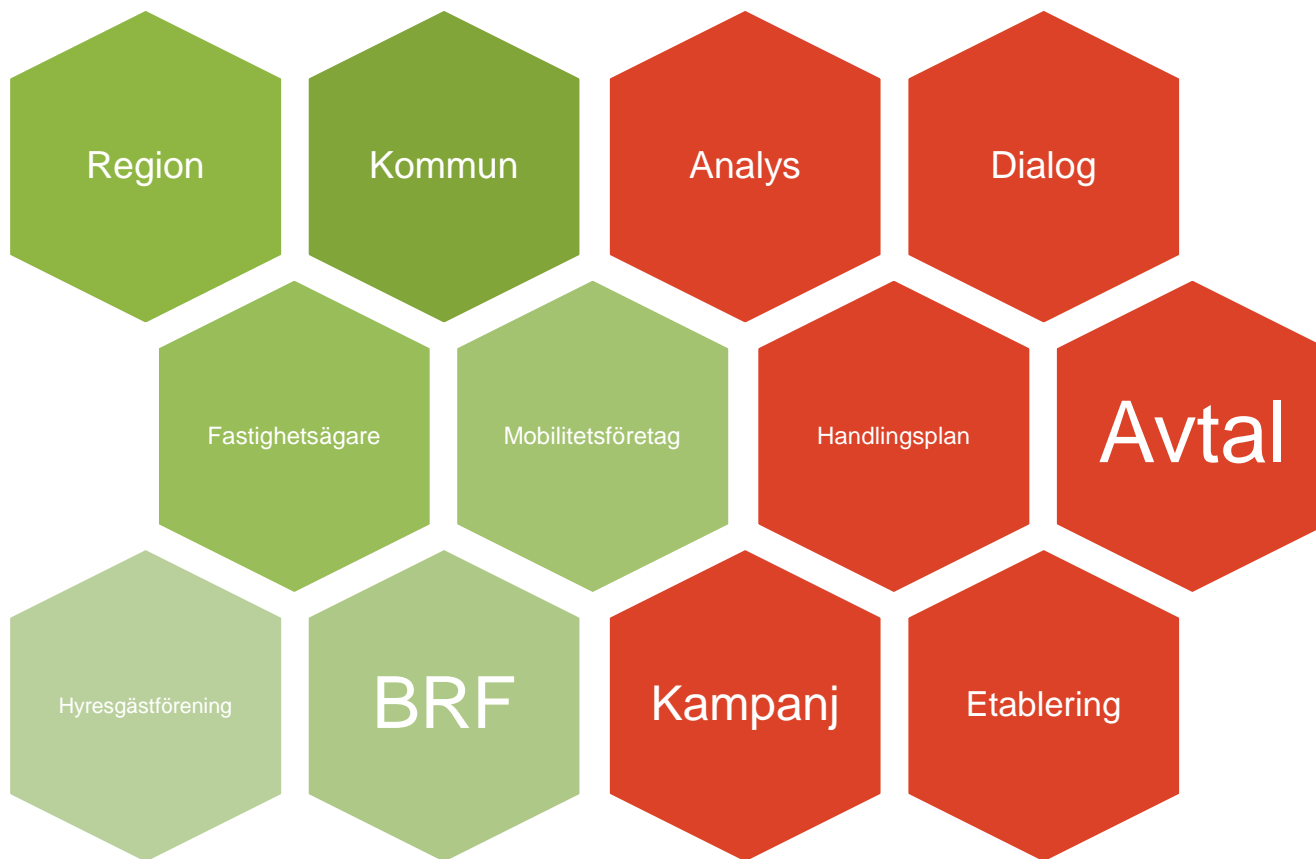 Region
Kommun
Analys
Dialog
Fastighetsägare
Mobilitetsföretag
Handlingsplan
Avtal
Hyresgästförening
BRF
Kampanj
Etablering